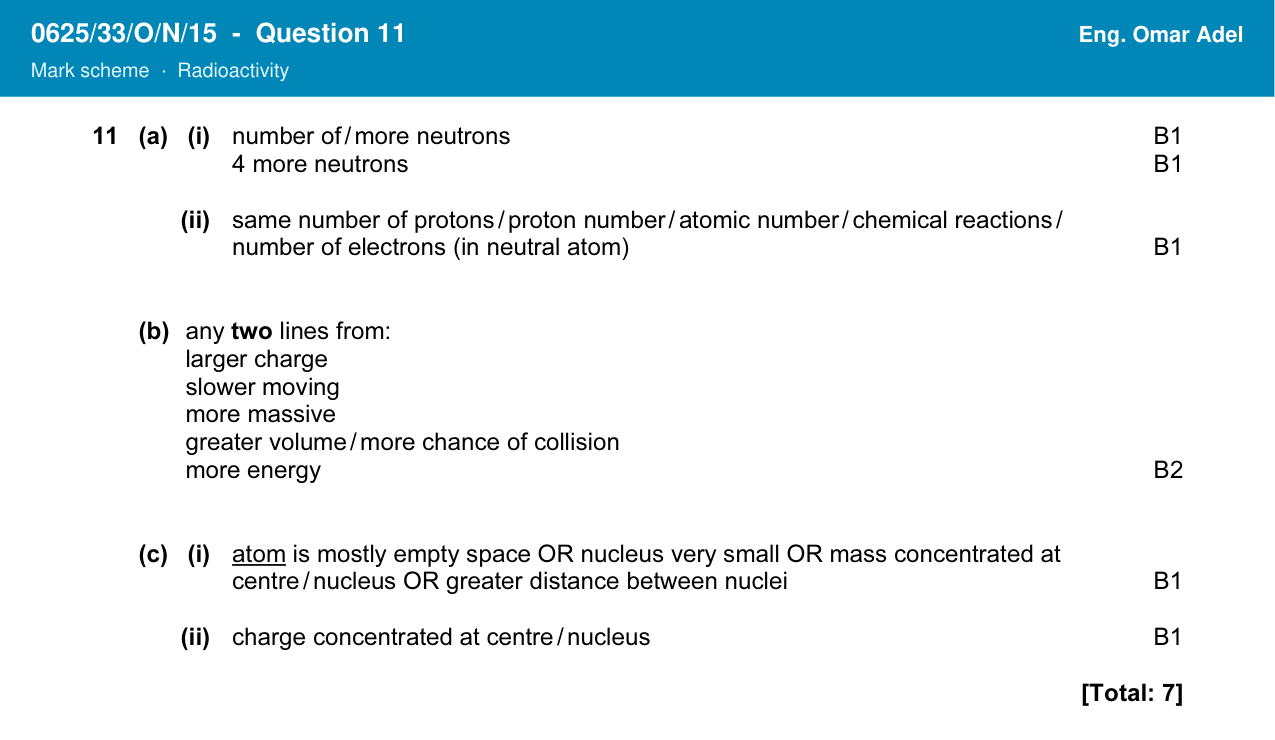 0625/33/O/N/15 - Question 11
Eng. Omar Adel
Mark scheme · Radioactivity
11 (a) (i) number of/more neutrons B1
4 more neutrons B1
(ii) same number of protons/proton number/atomic number/chemical reactions/
number of electrons (in neutral atom) B1
(b) any two lines from:
larger charge
slower moving
more massive
greater volume/more chance of collision
more energy B2
(c) (i) atom is mostly empty space OR nucleus very small OR mass concentrated at
centre/nucleus OR greater distance between nuclei B1
(ii) charge concentrated at centre/nucleus B1
[Total: 7]